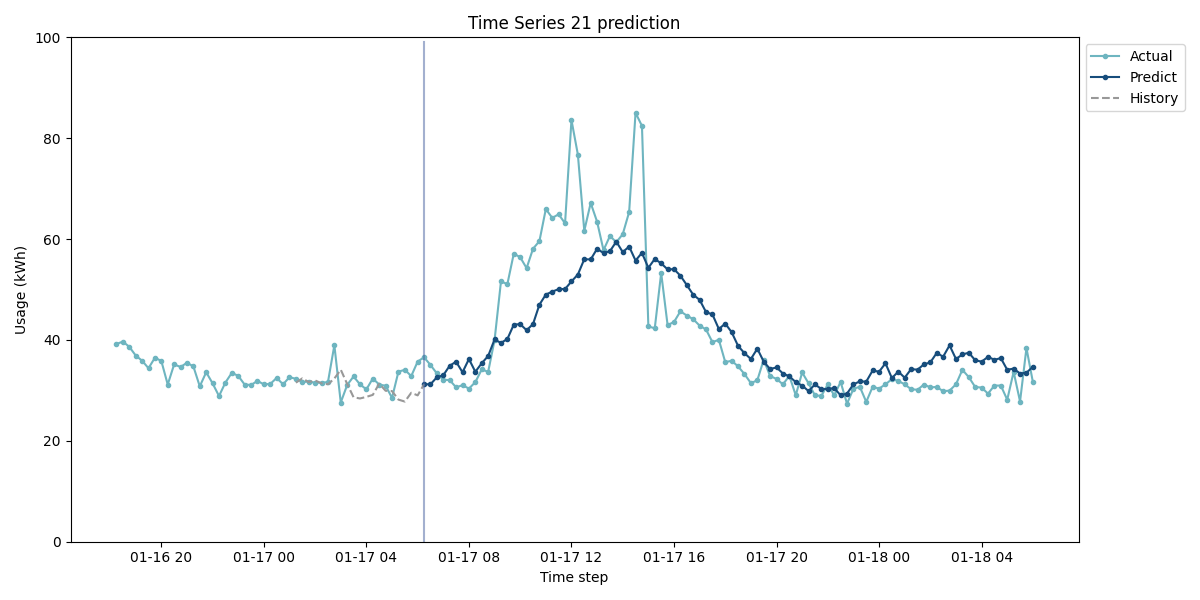 Time Series 21 prediction
100
80
60
40
20
0
Usage (kWh)
01-16 20
01-17 00
01-17 04
01-17 08
01-17 12
01-17 16
01-17 20
01-18 00
01-18 04
Time step
Actual
Predict
History